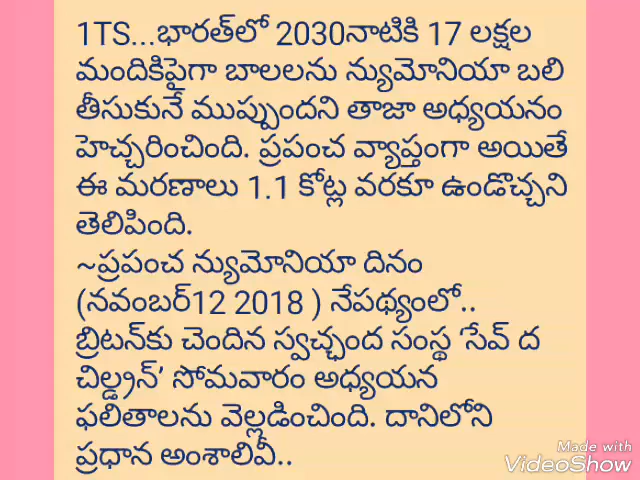 1TS...భారత్‌లో 2030నాటికి 17 లక్షల
మందికిపైగా బాలలను న్యుమోనియా బలి
తీసుకునే ముప్పుందని తాజా అధ్యయనం
హెచ్చరించింది. ప్రపంచ వ్యాప్తంగా అయితే
ఈ మరణాలు 1.1 కోట్ల వరకూ ఉండొచ్చని
తెలిపింది.
~ప్రపంచ న్యుమోనియా దినం
(నవంబర్12 2018 ) నేపథ్యంలో..
బ్రిటన్‌కు చెందిన స్వచ్ఛంద సంస్థ ‘సేవ్ ద
చిల్డ్రన్’ సోమవారం అధ్యయన
ఫలితాలను వెల్లడించింది. దానిలోని
ప్రధాన అంశాలివీ..
Made with
VideoShow